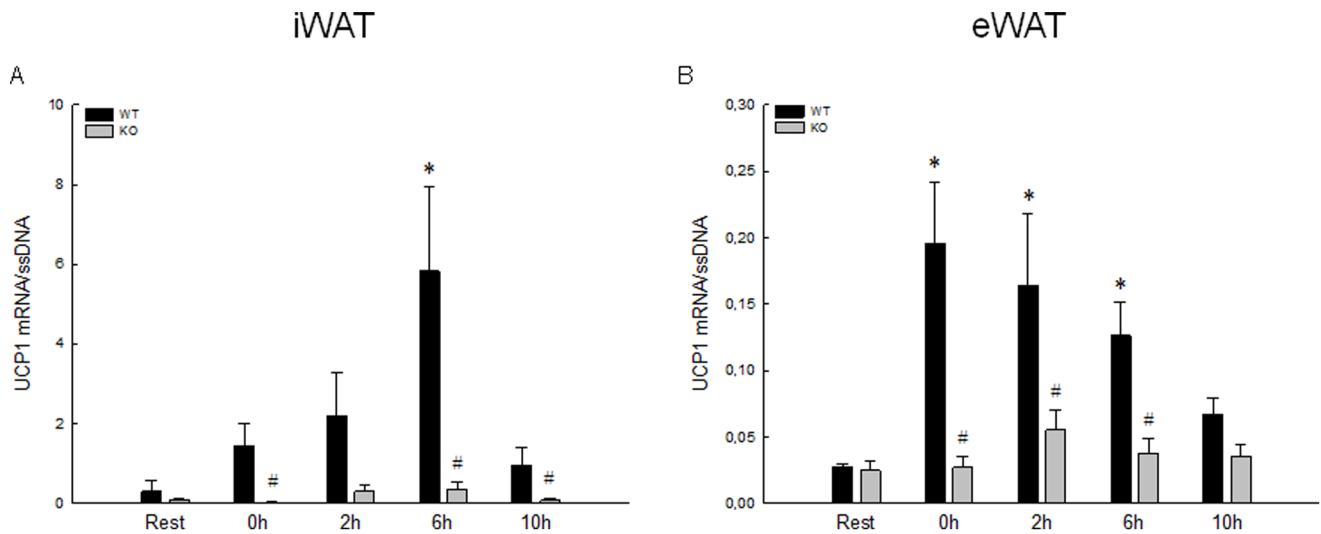 iWAT
eWAT
A
B
UCP1 mRNA/ssDNA
10
8
6
4
2
0
WT
KO
*
#
#
#
Rest 0h 2h 6h 10h
UCP1 mRNA/ssDNA
0,30
0,25
0,20
0,15
0,10
0,05
0,00
WT
KO
*
*
*
#
#
#
Rest 0h 2h 6h 10h